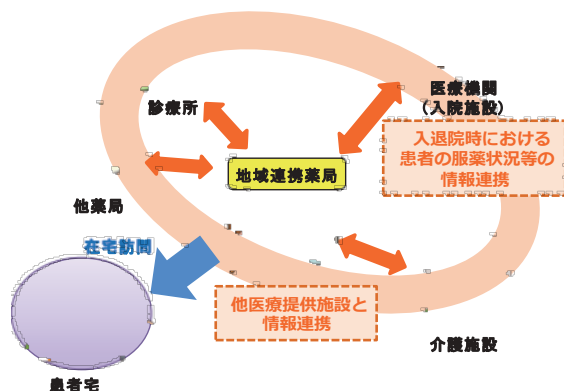 診療所
医療機関
（入院施設）
入退院時における
患者の服薬状況等の
情報連携
地域連携薬局
他薬局
在宅訪問
他医療提供施設と
情報連携
介護施設
患者宅